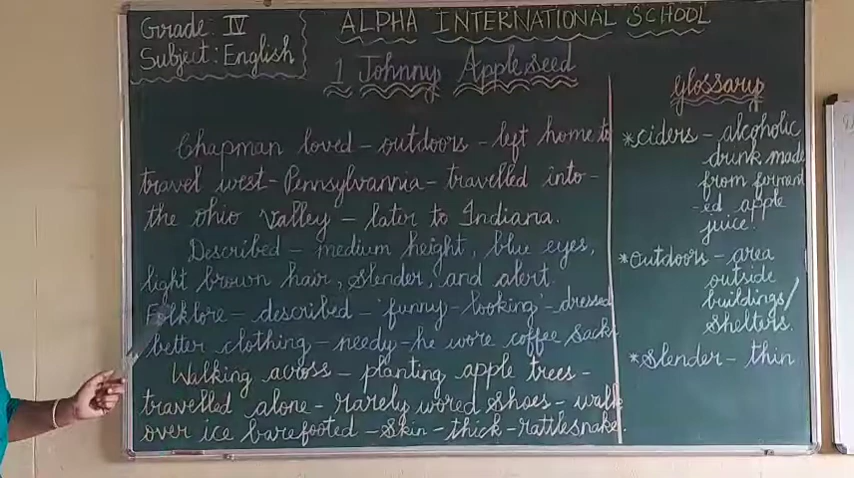 Grade: IV
Subject: English
ALPHA INTERNATIONAL SCHOOL
1 Johnny Appleseed
Chapman loved - outdoors - left home to
travel west - Pennsylvannia - travelled into -
the ohio Valley - later to Indiana.
Described - medium height, blue eyes,
light brown hair, slender, and alert.
Folklore - described - 'funny - looking' - dressed
better clothing - needy - he wore coffee sack
Walking across - planting apple trees -
travelled alone - rarely wored shoes - walk
over ice barefooted - skin - thick - rattlesnake.
Glossary
*ciders - alcoholic
drunk made
from forment
-ed apple
juice.
*Outdoors - area
outside
buildings/
shelters.
*Slender - thin